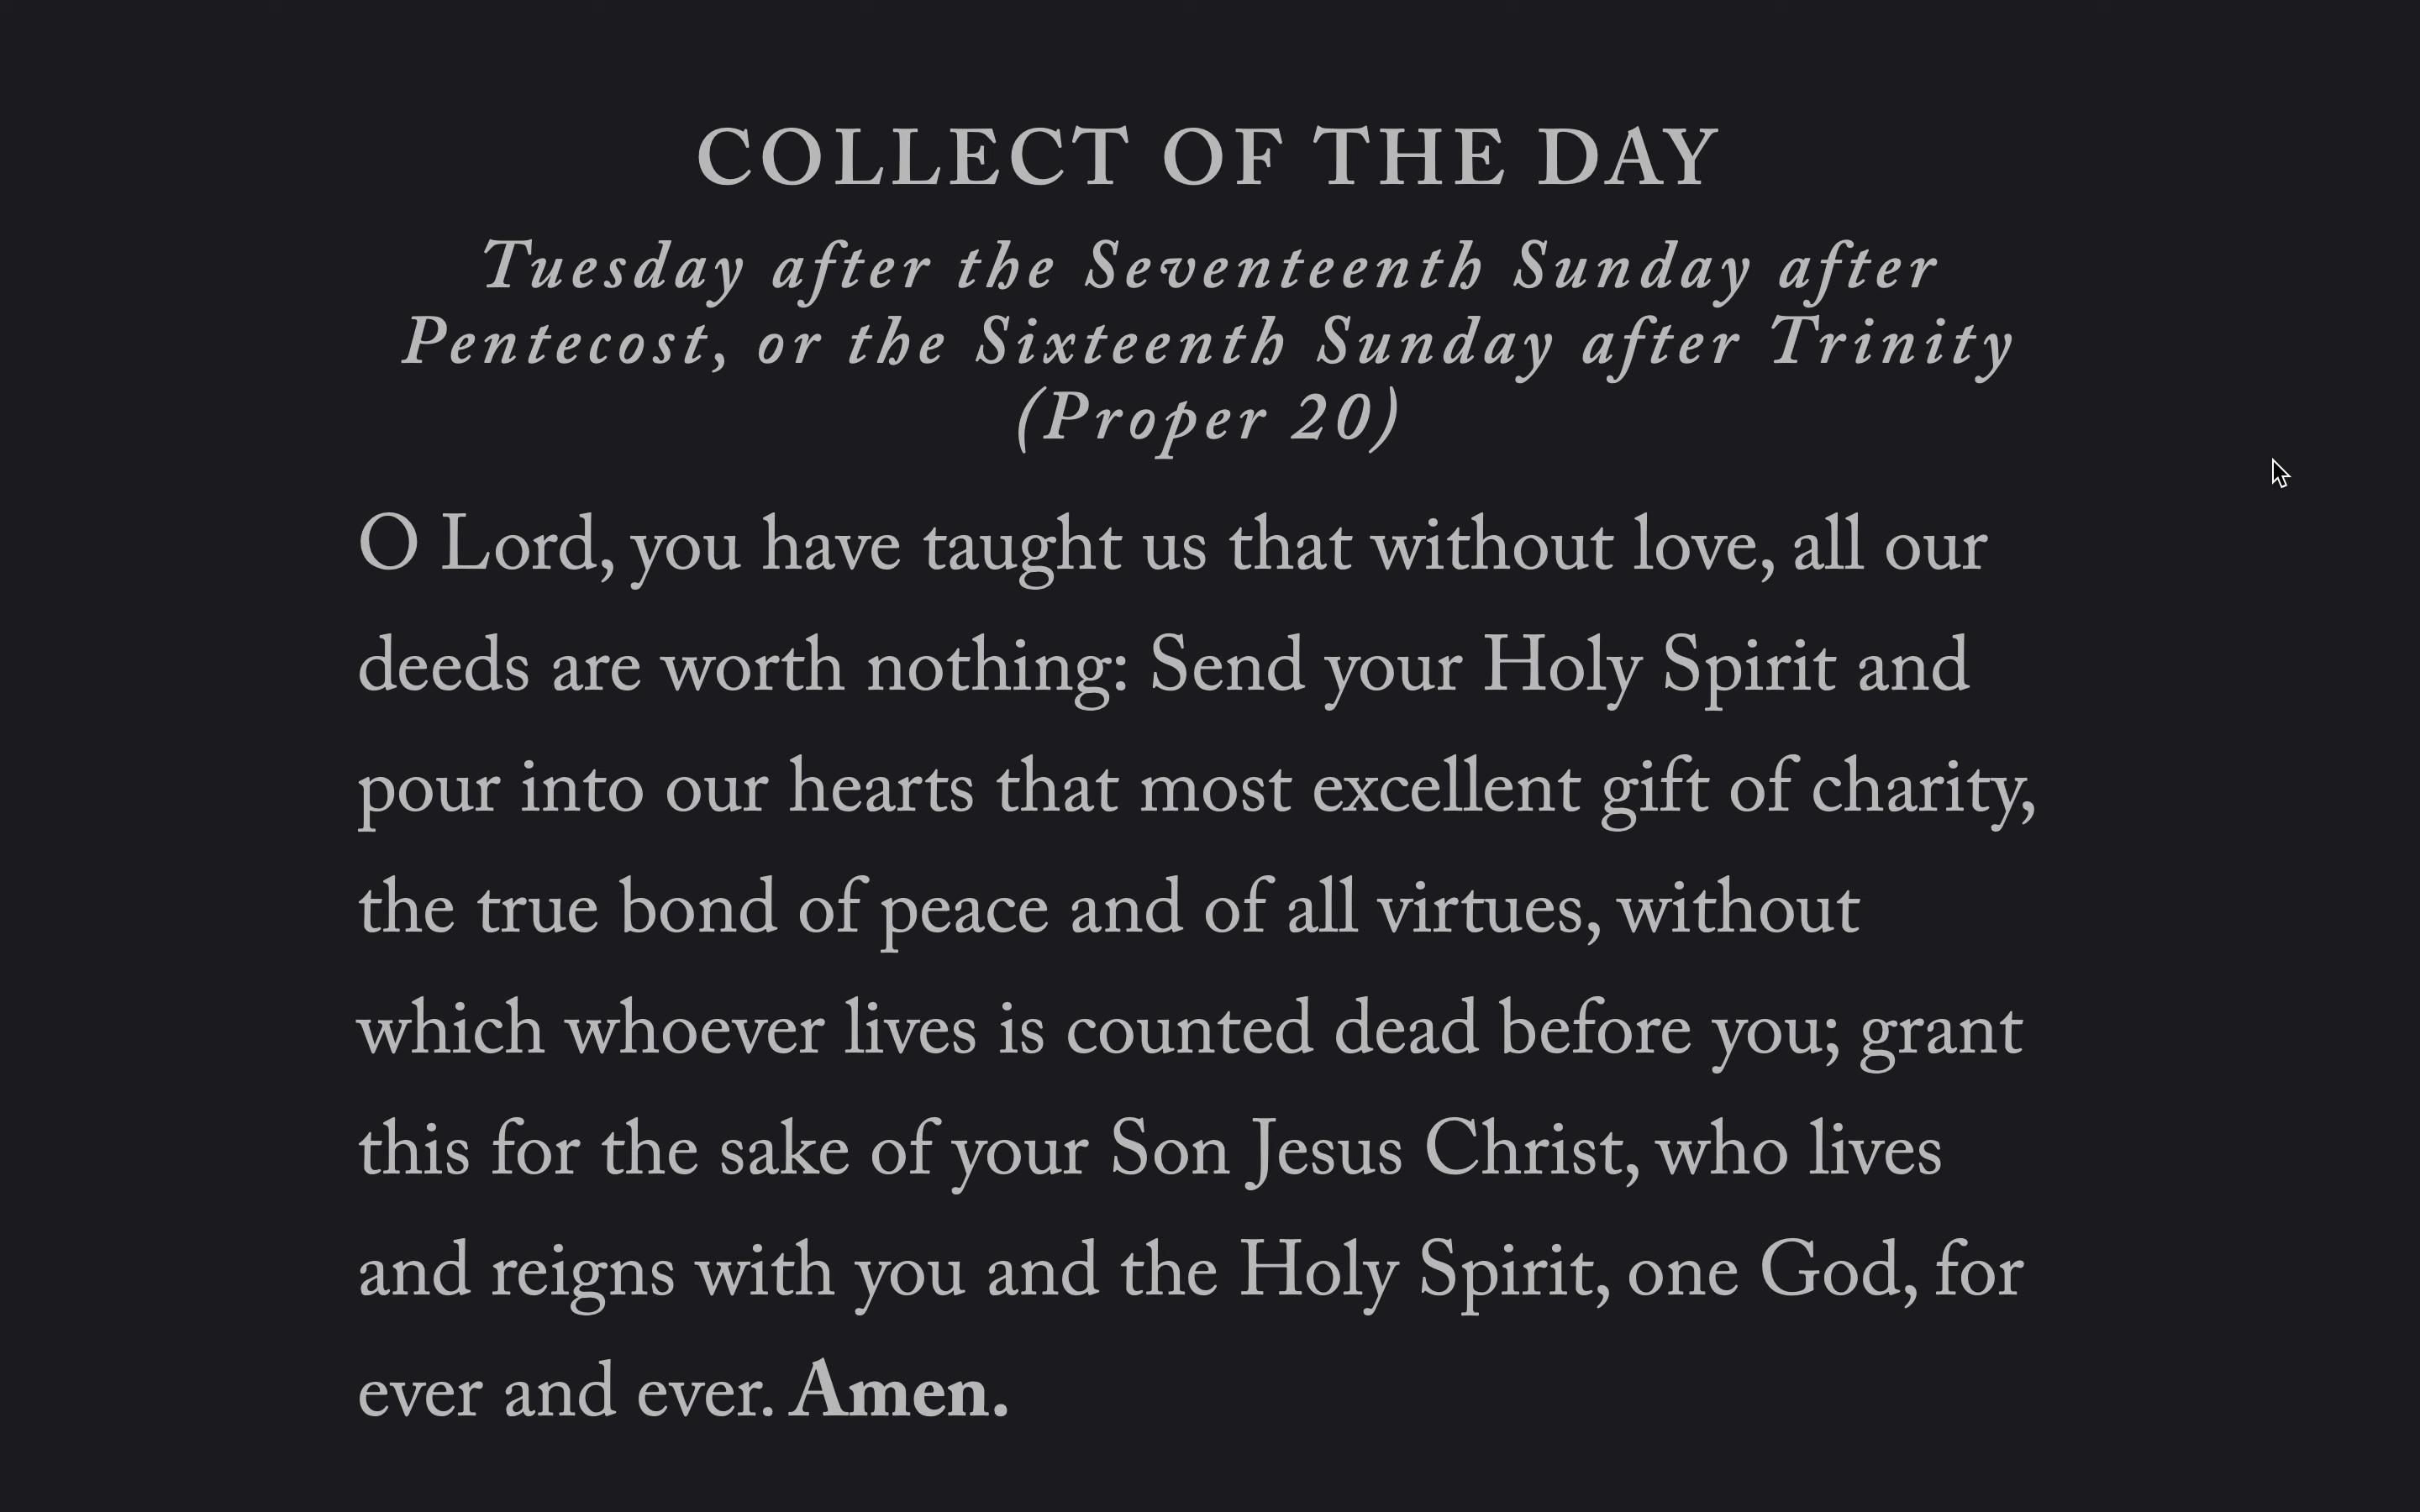 COLLECT OF THE DAY
Tuesday after the Seventeenth Sunday after
Pentecost, or the Sixteenth Sunday after Trinity
(Proper 20)
O Lord, you have taught us that without love, all our
deeds are worth nothing: Send your Holy Spirit and
pour into our hearts that most excellent gift of charity,
the true bond of peace and of all virtues, without
which whoever lives is counted dead before you; grant
this for the sake of your Son Jesus Christ, who lives
and reigns with you and the Holy Spirit, one God, for
ever and ever. Amen.